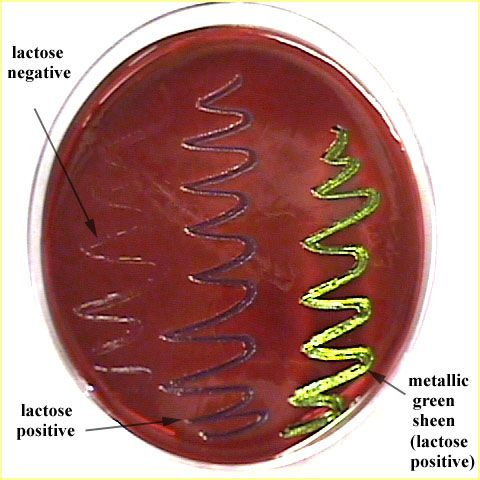 lactose
negative
lactose
positive
metallic
green
sheen
(lactose
positive)